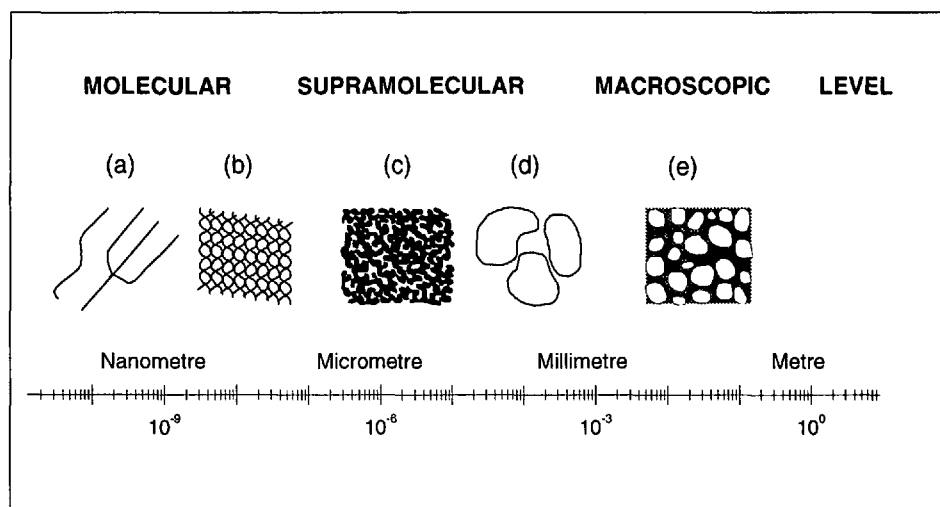 MOLECULAR SUPRAMOLECULAR MACROSCOPIC LEVEL
(a) (b) (c) (d) (e)
Nanometre Micrometre Millimetre Metre
10⁻⁹ 10⁻⁶ 10⁻³ 10⁰